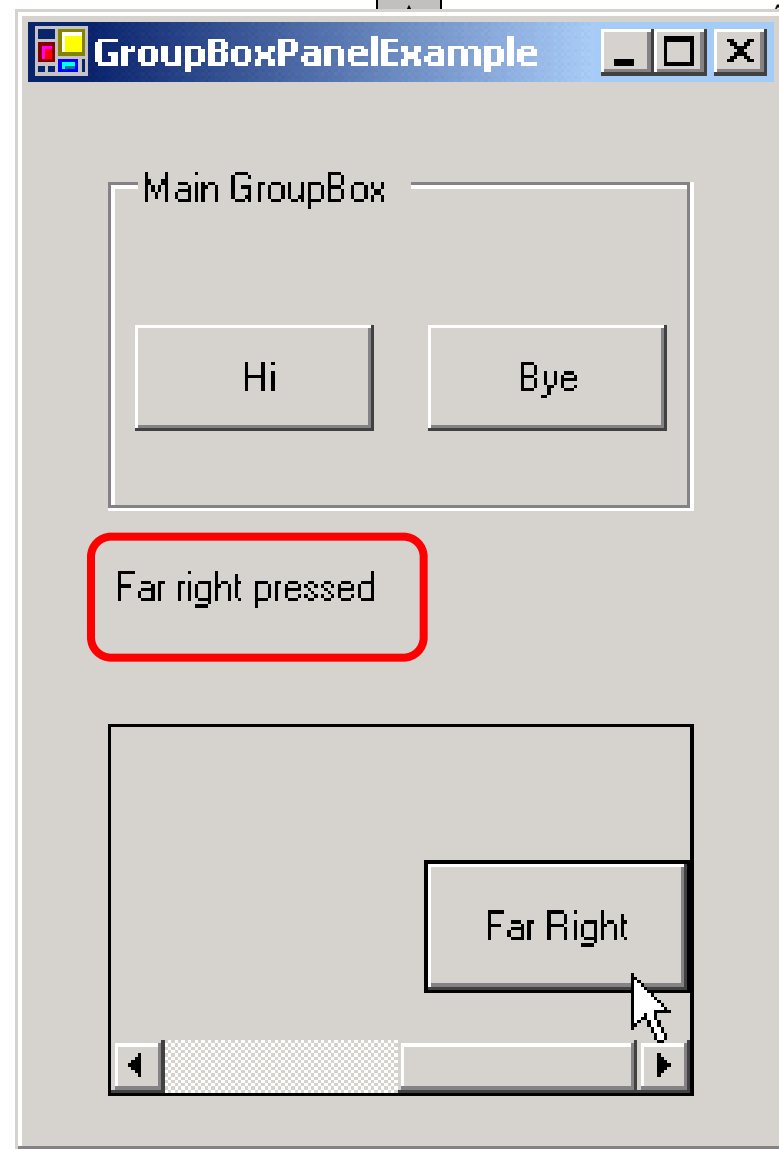 GroupBoxPanelExample
Main GroupBox
Hi Bye
Far right pressed
Far Right